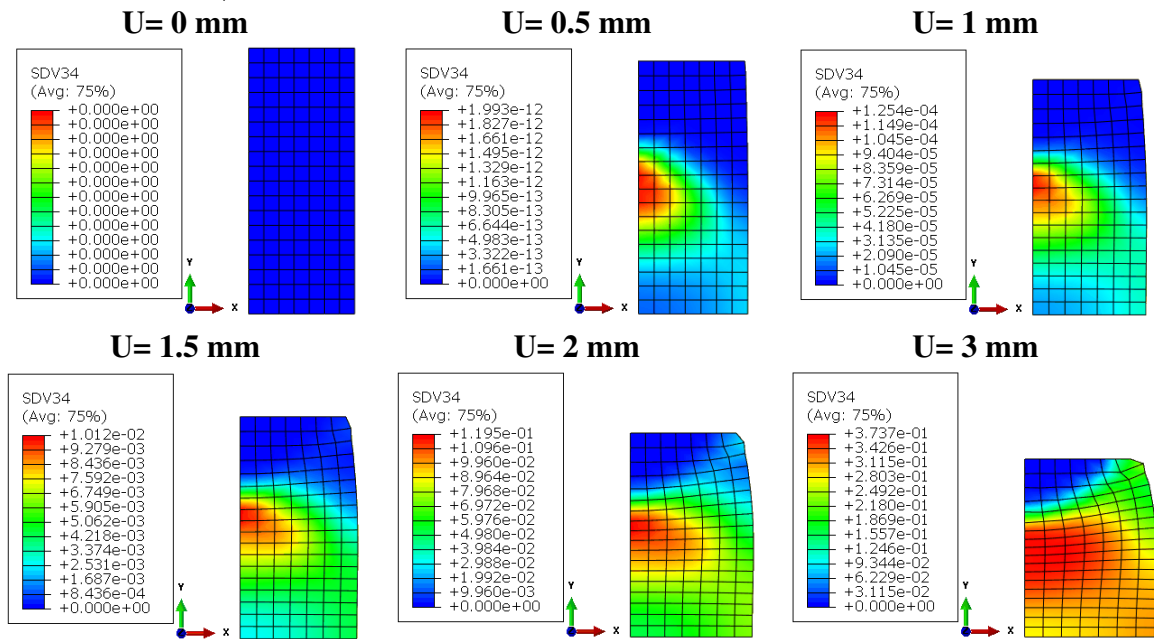 U= 0 mm
SDV34
(Avg: 75%)
+0.000e+00
+0.000e+00
+0.000e+00
+0.000e+00
+0.000e+00
+0.000e+00
+0.000e+00
+0.000e+00
+0.000e+00
+0.000e+00
+0.000e+00
+0.000e+00
+0.000e+00
Y
X
U= 0.5 mm
SDV34
(Avg: 75%)
+1.993e-12
+1.827e-12
+1.661e-12
+1.495e-12
+1.329e-12
+1.163e-12
+9.965e-13
+8.305e-13
+6.644e-13
+4.983e-13
+3.322e-13
+1.661e-13
+0.000e+00
Y
X
U= 1 mm
SDV34
(Avg: 75%)
+1.254e-04
+1.149e-04
+1.045e-04
+9.404e-05
+8.359e-05
+7.314e-05
+6.269e-05
+5.225e-05
+4.180e-05
+3.135e-05
+2.090e-05
+1.045e-05
+0.000e+00
Y
X
U= 1.5 mm
SDV34
(Avg: 75%)
+1.012e-02
+9.279e-03
+8.436e-03
+7.592e-03
+6.749e-03
+5.905e-03
+5.062e-03
+4.218e-03
+3.374e-03
+2.531e-03
+1.687e-03
+8.436e-04
+0.000e+00
Y
X
U= 2 mm
SDV34
(Avg: 75%)
+1.195e-01
+1.096e-01
+9.960e-02
+8.964e-02
+7.968e-02
+6.972e-02
+5.976e-02
+4.980e-02
+3.984e-02
+2.988e-02
+1.992e-02
+9.960e-03
+0.000e+00
Y
X
U= 3 mm
SDV34
(Avg: 75%)
+3.737e-01
+3.426e-01
+3.115e-01
+2.803e-01
+2.492e-01
+2.180e-01
+1.869e-01
+1.557e-01
+1.246e-01
+9.344e-02
+6.229e-02
+3.115e-02
+0.000e+00
Y
X